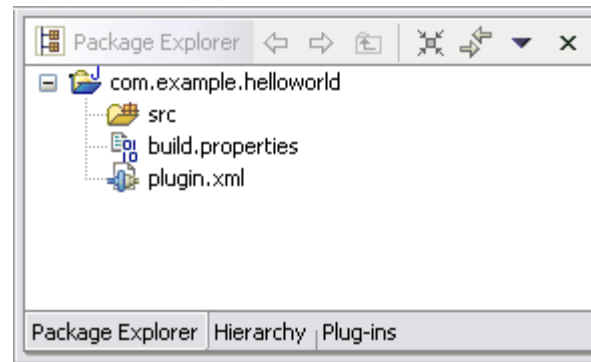 Package Explorer
com.example.helloworld
src
build.properties
plugin.xml
Package Explorer Hierarchy Plug-ins